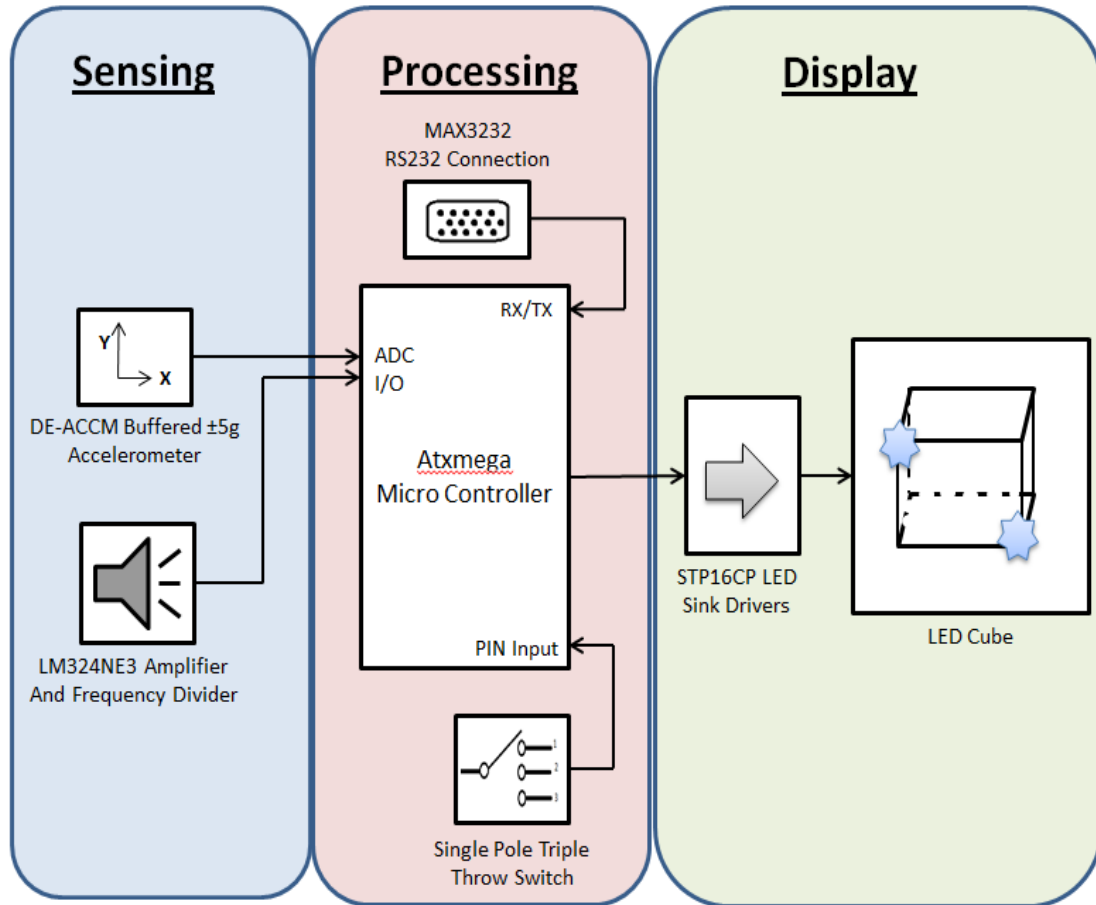 Sensing
Processing
Display
MAX3232
RS232 Connection
RX/TX
Y
X
ADC
I/O
DE-ACCM Buffered ±5g
Accelerometer
Atxmega
Micro Controller
STP16CP LED
Sink Drivers
LED Cube
LM324NE3 Amplifier
And Frequency Divider
PIN Input
1
2
3
Single Pole Triple
Throw Switch